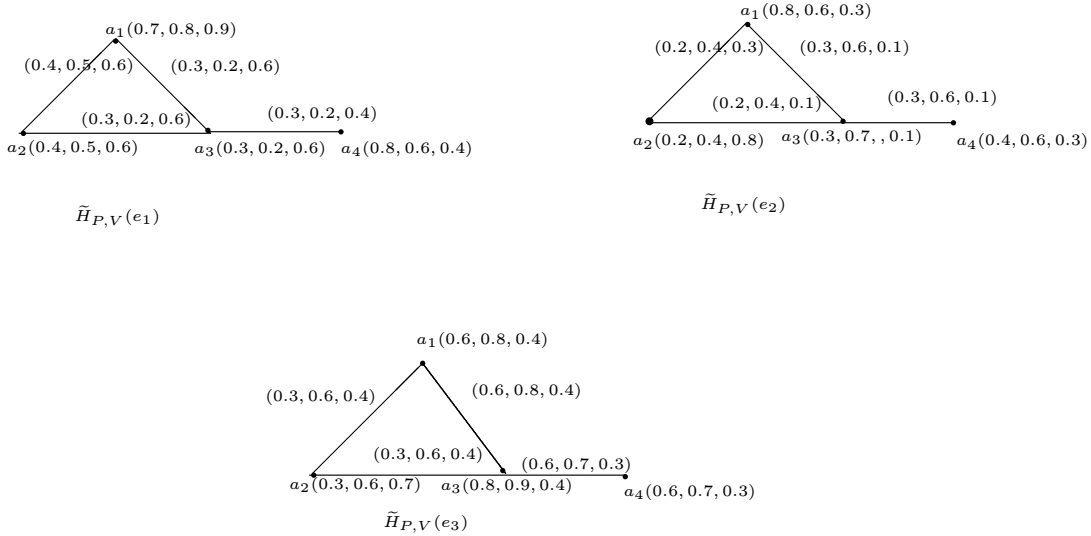 a₁(0.7, 0.8, 0.9)
(0.4, 0.5, 0.6)
(0.3, 0.2, 0.6)
(0.3, 0.2, 0.6)
(0.3, 0.2, 0.4)
a₂(0.4, 0.5, 0.6)
a₃(0.3, 0.2, 0.6)
a₄(0.8, 0.6, 0.4)
H̃_{P,V}(e₁)
a₁(0.8, 0.6, 0.3)
(0.2, 0.4, 0.3)
(0.3, 0.6, 0.1)
(0.2, 0.4, 0.1)
(0.3, 0.6, 0.1)
a₂(0.2, 0.4, 0.8)
a₃(0.3, 0.7, , 0.1)
a₄(0.4, 0.6, 0.3)
H̃_{P,V}(e₂)
a₁(0.6, 0.8, 0.4)
(0.3, 0.6, 0.4)
(0.6, 0.8, 0.4)
(0.3, 0.6, 0.4)
(0.6, 0.7, 0.3)
a₂(0.3, 0.6, 0.7)
a₃(0.8, 0.9, 0.4)
a₄(0.6, 0.7, 0.3)
H̃_{P,V}(e₃)